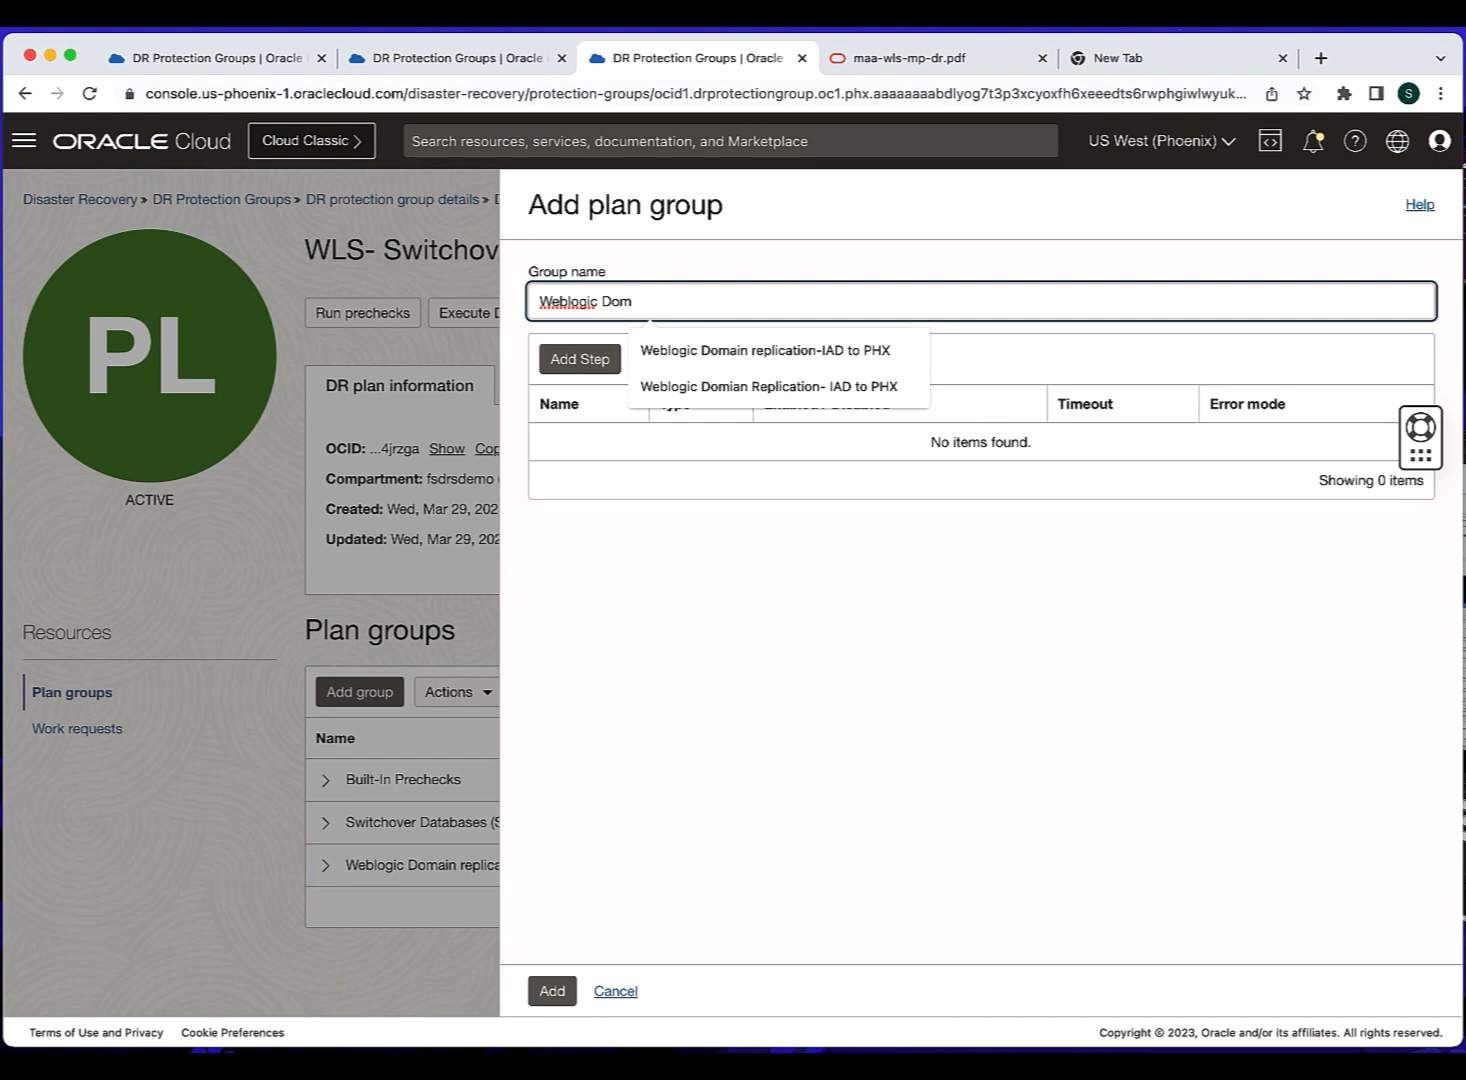 DR Protection Groups | Oracle
DR Protection Groups | Oracle
DR Protection Groups | Oracle
maa-wls-mp-dr.pdf
New Tab
console.us-phoenix-1.oraclecloud.com/disaster-recovery/protection-groups/ocid1.drprotectiongroup.oc1.phx.aaaaaaaabdlyog7t3p3xcyoxfh6xeeedts6rwphgiwlwyuk...
S
ORACLE Cloud
Cloud Classic
Search resources, services, documentation, and Marketplace
US West (Phoenix)
Disaster Recovery » DR Protection Groups » DR protection group details »
PL
ACTIVE
WLS- Switchov
Run prechecks
Execute
DR plan information
OCID: ...4jrzga Show Cop
Compartment: fsdrsdemo
Created: Wed, Mar 29, 202
Updated: Wed, Mar 29, 202
Resources
Plan groups
Work requests
Plan groups
Add group
Actions
Name
Built-In Prechecks
Switchover Databases (S
Weblogic Domain replica
Add plan group
Help
Group name
Weblogic Dom
Weblogic Domain replication-IAD to PHX
Weblogic Domian Replication- IAD to PHX
Add Step
Name
Timeout
Error mode
No items found.
Showing 0 items
Add
Cancel
Terms of Use and Privacy
Cookie Preferences
Copyright © 2023, Oracle and/or its affiliates. All rights reserved.